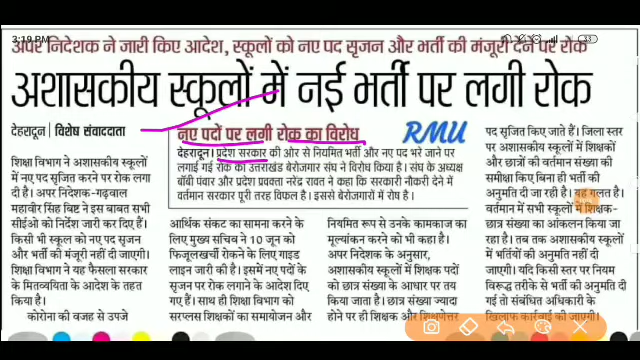 3:19 PM
33
अपर निदेशक ने जारी किए आदेश, स्कूलों को नए पद सृजन और भर्ती की मंजूरी देने पर रोक
अशासकीय स्कूलों में नई भर्ती पर लगी रोक
देहरादून | विशेष संवाददाता
शिक्षा विभाग ने अशासकीय स्कूलों
में नए पद सृजित करने पर रोक लगा
दी है। अपर निदेशक-गढ़वाल
महावीर सिंह बिष्ट ने इस बाबत सभी
सीईओ को निर्देश जारी कर दिए हैं।
किसी भी स्कूल को नए पद सृजन
और भर्ती की मंजूरी नहीं दी जाएगी।
शिक्षा विभाग ने यह फैसला सरकार
के मितव्ययिता के आदेश के तहत
किया है।
कोरोना की वजह से उपजे
नए पदों पर लगी रोक का विरोध
RMU
देहरादून। प्रदेश सरकार की ओर से नियमित भर्ती और नए पद भरे जाने पर
लगाई गई रोक का उत्तराखंड बेरोजगार संघ ने विरोध किया है। संघ के अध्यक्ष
बॉबी पंवार और प्रदेश प्रवक्ता नरेंद्र रावत ने कहा कि सरकारी नौकरी देने में
वर्तमान सरकार पूरी तरह विफल है। इससे बेरोजगारों में रोष है।
आर्थिक संकट का सामना करने के
लिए मुख्य सचिव ने 10 जून को
फिजूलखर्ची रोकने के लिए गाइड
लाइन जारी की है। इसमें नए पदों के
सृजन पर रोक लगाने के आदेश दिए
गए हैं। साथ ही शिक्षा विभाग को
सरप्लस शिक्षकों का समायोजन और
नियमित रूप से उनके कामकाज का
मूल्यांकन करने को भी कहा है।
अपर निदेशक के अनुसार,
अशासकीय स्कूलों में शिक्षक पदों
को छात्र संख्या के आधार पर तय
किया जाता है। छात्र संख्या ज्यादा
होने पर ही शिक्षक और शिक्षणेत्तर
पद सृजित किए जाते हैं। जिला स्तर
पर अशासकीय स्कूलों में शिक्षकों
और छात्रों की वर्तमान संख्या की
समीक्षा किए बिना ही भर्ती की
अनुमति दी जा रही है। यह गलत है।
वर्तमान में सभी स्कूलों में शिक्षक-
छात्र संख्या का आंकलन किया जा
रहा है। तब तक अशासकीय स्कूलों
में भर्तियों की अनुमति नहीं दी
जाएगी। यदि किसी स्तर पर नियम
विरूद्ध तरीके से भर्ती की अनुमति दी
गई तो संबंधित अधिकारी के
खिलाफ कार्रवाई की जाएगी।